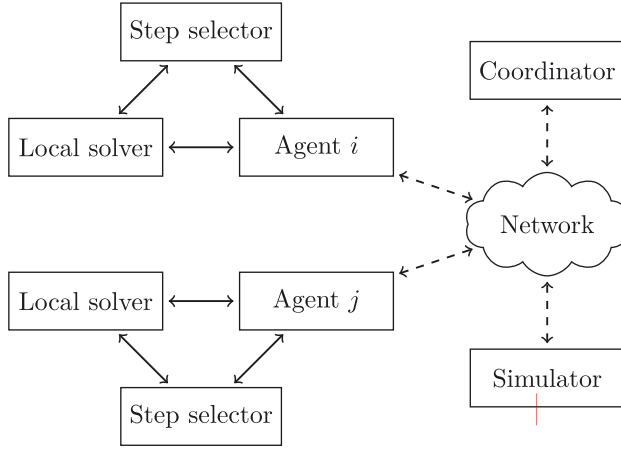 Step selector
Coordinator
Local solver
Agent i
Network
Local solver
Agent j
Simulator
Step selector